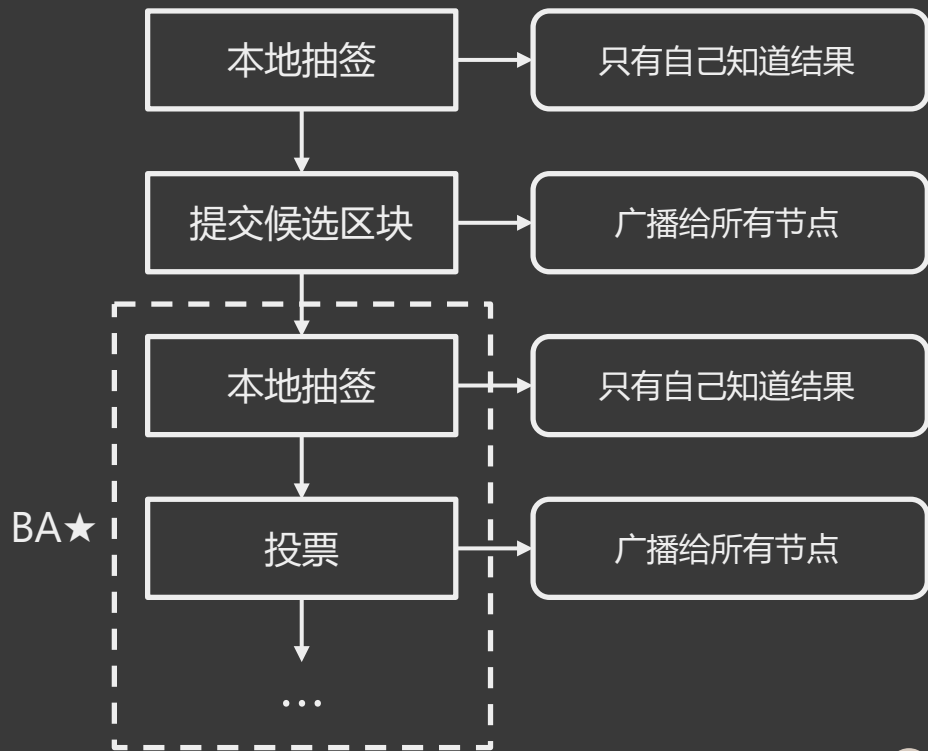 本地抽签
只有自己知道结果
提交候选区块
广播给所有节点
本地抽签
只有自己知道结果
BA★
投票
广播给所有节点
...